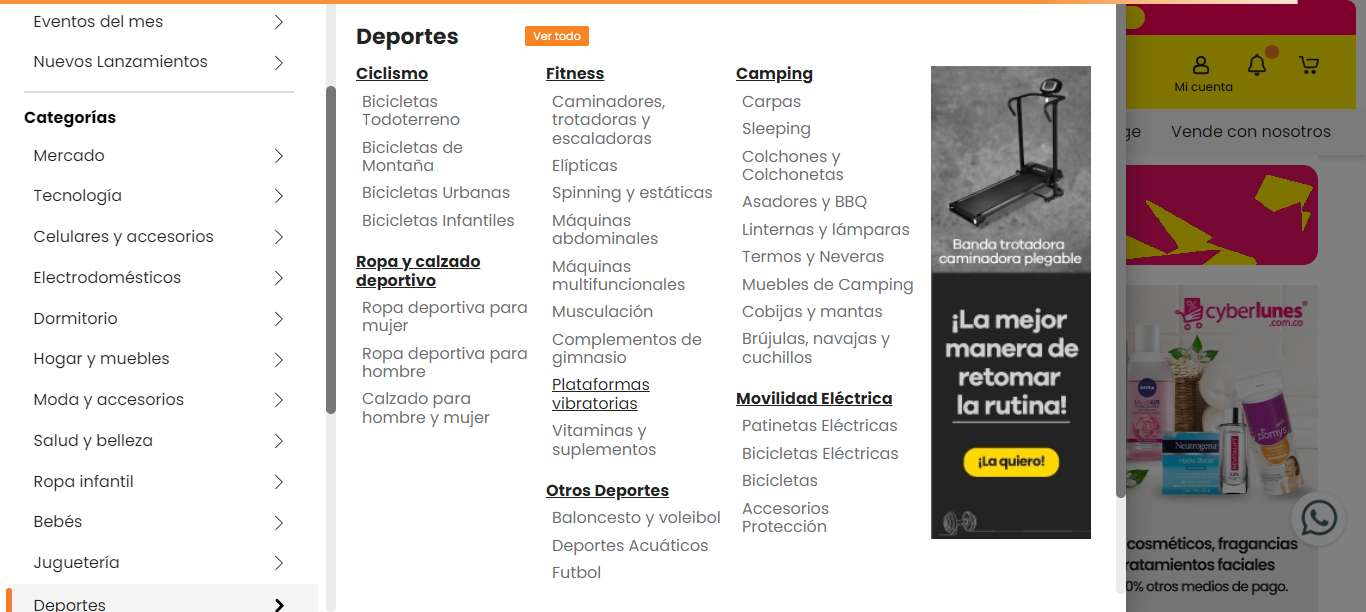 Eventos del mes
Nuevos Lanzamientos
Categorías
Mercado
Tecnología
Celulares y accesorios
Electrodomésticos
Dormitorio
Hogar y muebles
Moda y accesorios
Salud y belleza
Ropa infantil
Bebés
Juguetería
Deportes
Deportes
Ver todo
Ciclismo
Bicicletas
Todoterreno
Bicicletas de
Montaña
Bicicletas Urbanas
Bicicletas Infantiles
Ropa y calzado
deportivo
Ropa deportiva para
mujer
Ropa deportiva para
hombre
Calzado para
hombre y mujer
Fitness
Caminadores,
trotadoras y
escaladoras
Elípticas
Spinning y estáticas
Máquinas
abdominales
Máquinas
multifuncionales
Musculación
Complementos de
gimnasio
Plataformas
vibratorias
Vitaminas y
suplementos
Otros Deportes
Baloncesto y voleibol
Deportes Acuáticos
Futbol
Camping
Carpas
Sleeping
Colchones y
Colchonetas
Asadores y BBQ
Linternas y lámparas
Termos y Neveras
Muebles de Camping
Cobijas y mantas
Brújulas, navajas y
cuchillos
Movilidad Eléctrica
Patinetas Eléctricas
Bicicletas Eléctricas
Bicicletas
Accesorios
Protección
Banda trotadora
caminadora plegable
¡La mejor
manera de
retomar
la rutina!
¡La quiero!
Mi cuenta
ge
Vende con nosotros
cyberlunes®
.com.co
NIVEA
Neutrogena
Hydro Boost
REVITALIFT
pomys
cosméticos, fragancias
ratamientos faciales
0% otros medios de pago.